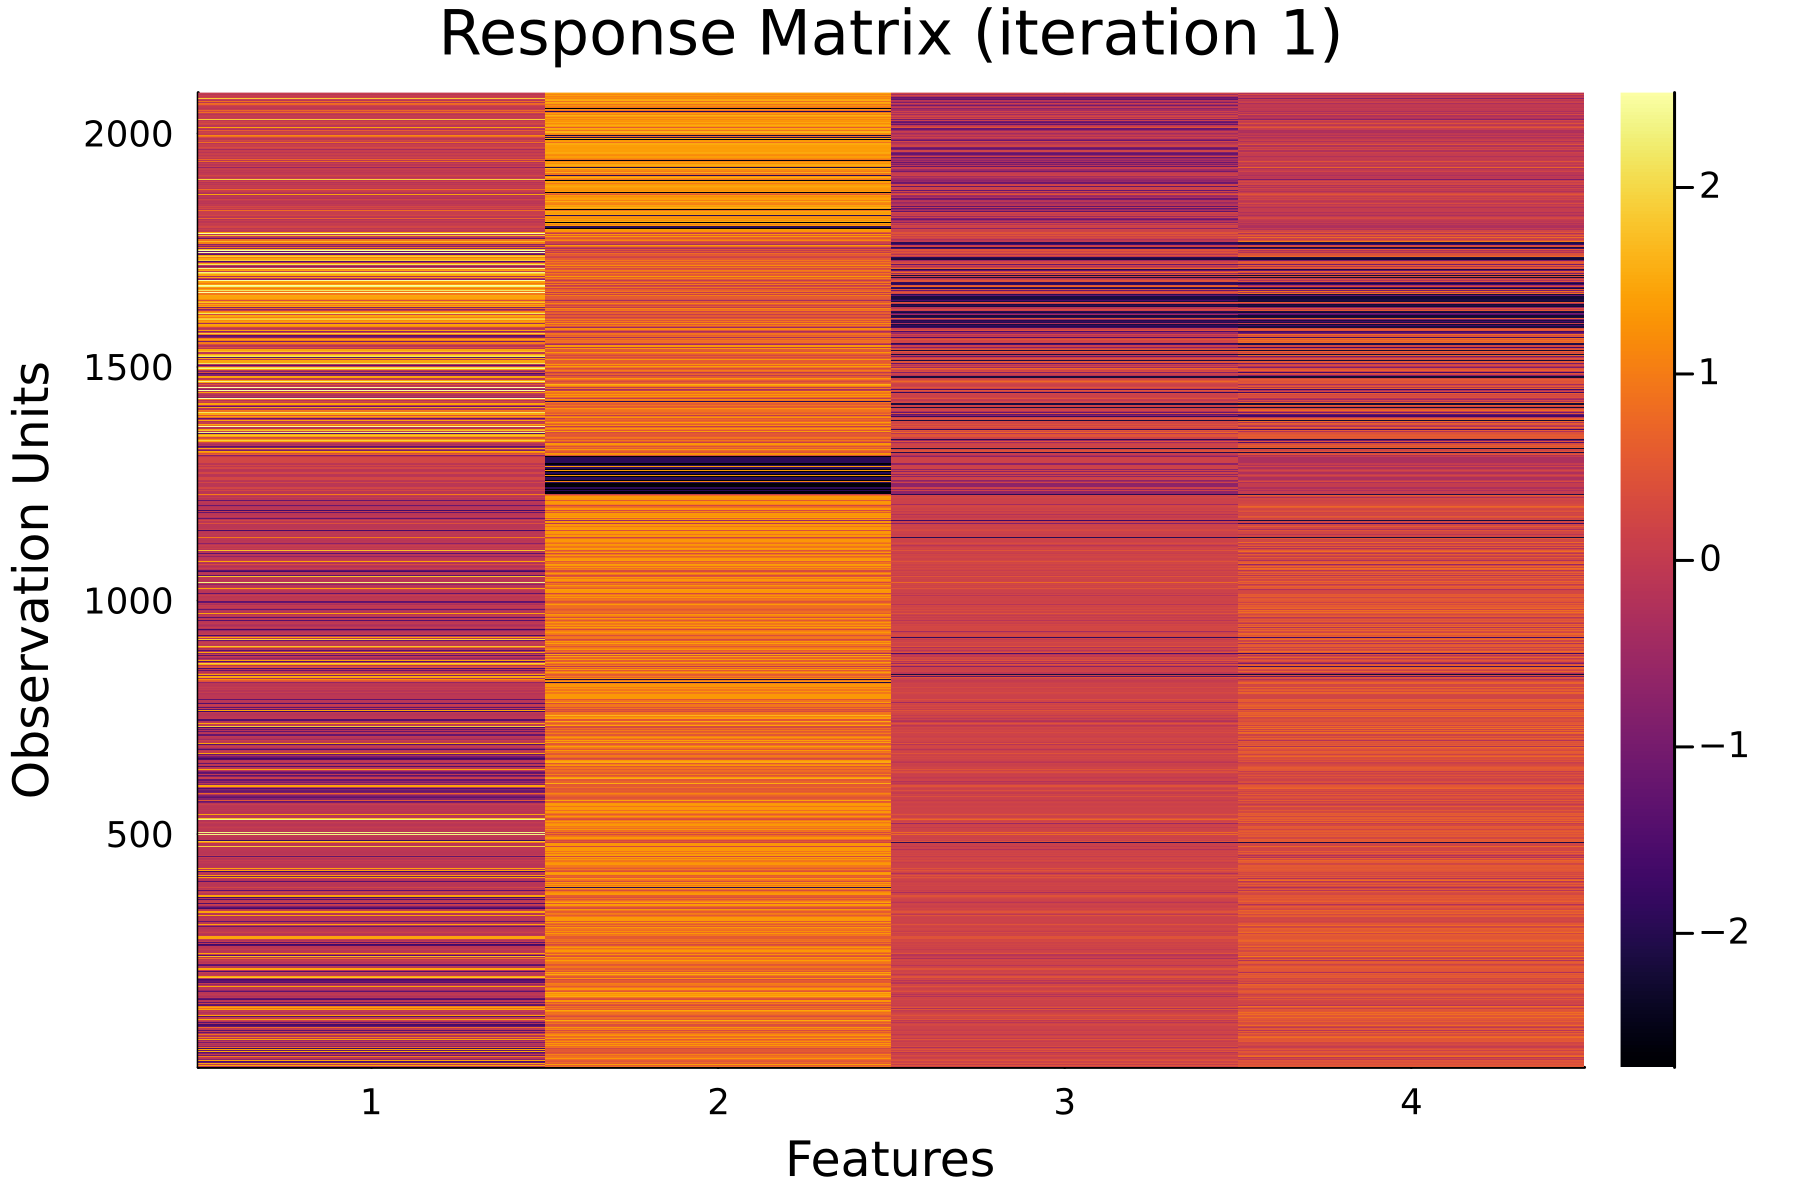 Response Matrix (iteration 1)
Observation Units
2000
1500
1000
500
1 2 3 4
Features
2
1
0
−1
−2